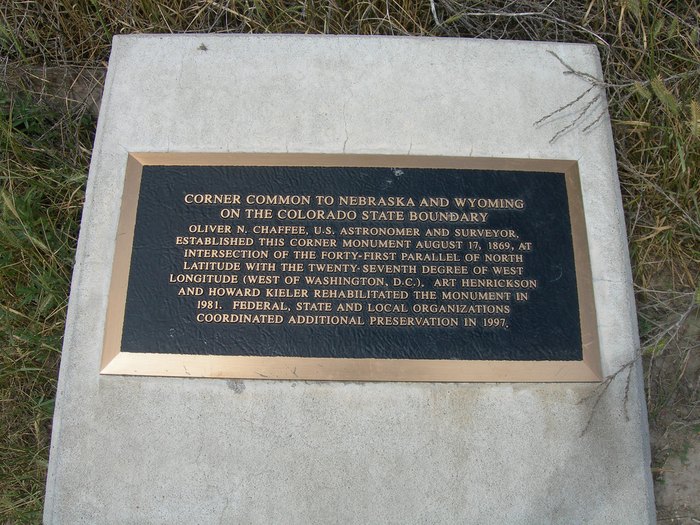 CORNER COMMON TO NEBRASKA AND WYOMING
ON THE COLORADO STATE BOUNDARY
OLIVER N. CHAFFEE, U.S. ASTRONOMER AND SURVEYOR,
ESTABLISHED THIS CORNER MONUMENT AUGUST 17, 1869, AT
INTERSECTION OF THE FORTY-FIRST PARALLEL OF NORTH
LATITUDE WITH THE TWENTY-SEVENTH DEGREE OF WEST
LONGITUDE (WEST OF WASHINGTON, D.C.). ART HENRICKSON
AND HOWARD KIELER REHABILITATED THE MONUMENT IN
1981. FEDERAL, STATE AND LOCAL ORGANIZATIONS
COORDINATED ADDITIONAL PRESERVATION IN 1997.